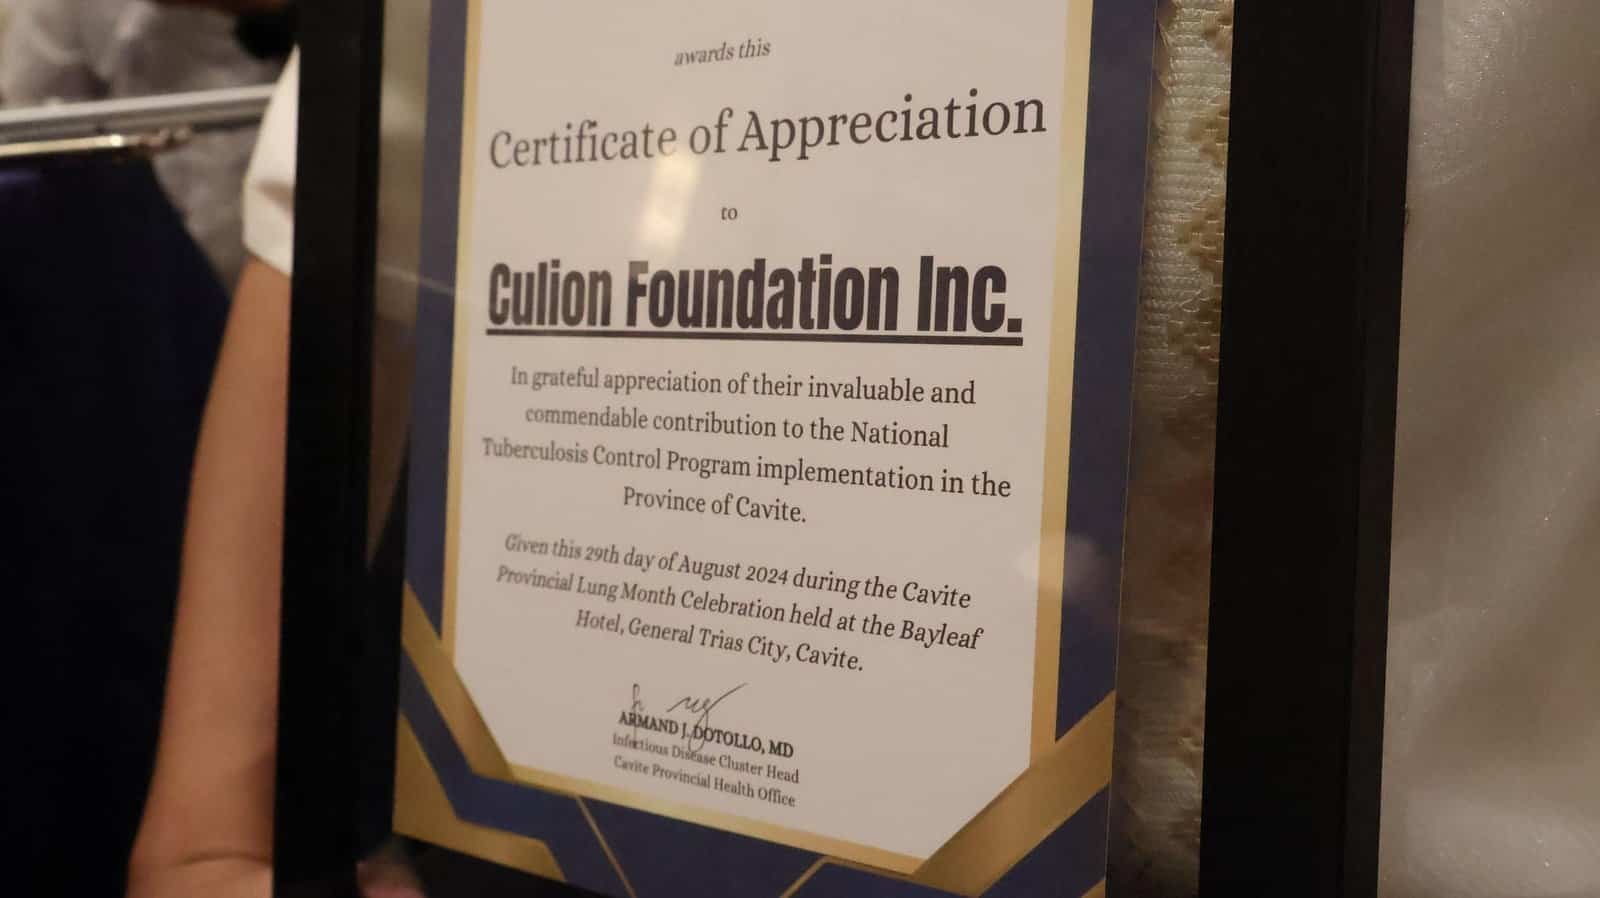 awards this
Certificate of Appreciation
to
Culion Foundation Inc.
In grateful appreciation of their invaluable and
commendable contribution to the National
Tuberculosis Control Program implementation in the
Province of Cavite.
Given this 29th day of August 2024 during the Cavite
Provincial Lung Month Celebration held at the Bayleaf
Hotel, General Trias City, Cavite.
ARMAND J. DOTOLLO, MD
Infectious Disease Cluster Head
Cavite Provincial Health Office